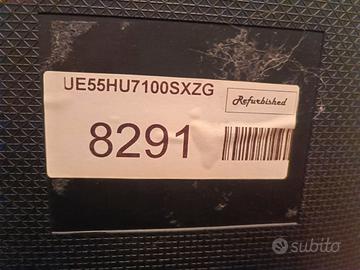 UE55HU7100SXZG
Refurbished
8291
subito